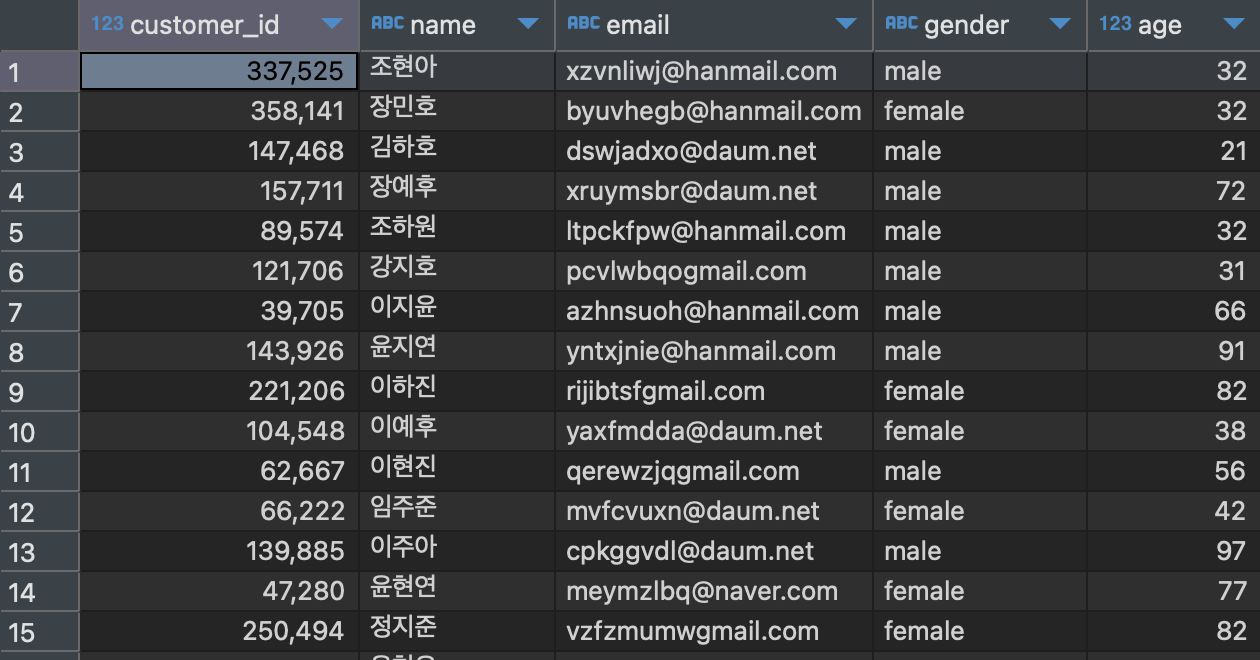 123 customer_id ABC name ABC email ABC gender 123 age
1 337,525 조현아 xzvnliwj@hanmail.com male 32
2 358,141 장민호 byuvhegb@hanmail.com female 32
3 147,468 김하호 dswjadxo@daum.net male 21
4 157,711 장예후 xruymsbr@daum.net male 72
5 89,574 조하원 ltpckfpw@hanmail.com male 32
6 121,706 강지호 pcvlwbqogmail.com male 31
7 39,705 이지윤 azhnsuoh@hanmail.com male 66
8 143,926 윤지연 yntxjnie@hanmail.com male 91
9 221,206 이하진 rijibtsfgmail.com female 82
10 104,548 이예후 yaxfmdda@daum.net female 38
11 62,667 이현진 qerewzjqgmail.com male 56
12 66,222 임주준 mvfcvuxn@daum.net female 42
13 139,885 이주아 cpkggvdl@daum.net male 97
14 47,280 윤현연 meymzlbq@naver.com female 77
15 250,494 정지준 vzfzmumwgmail.com female 82